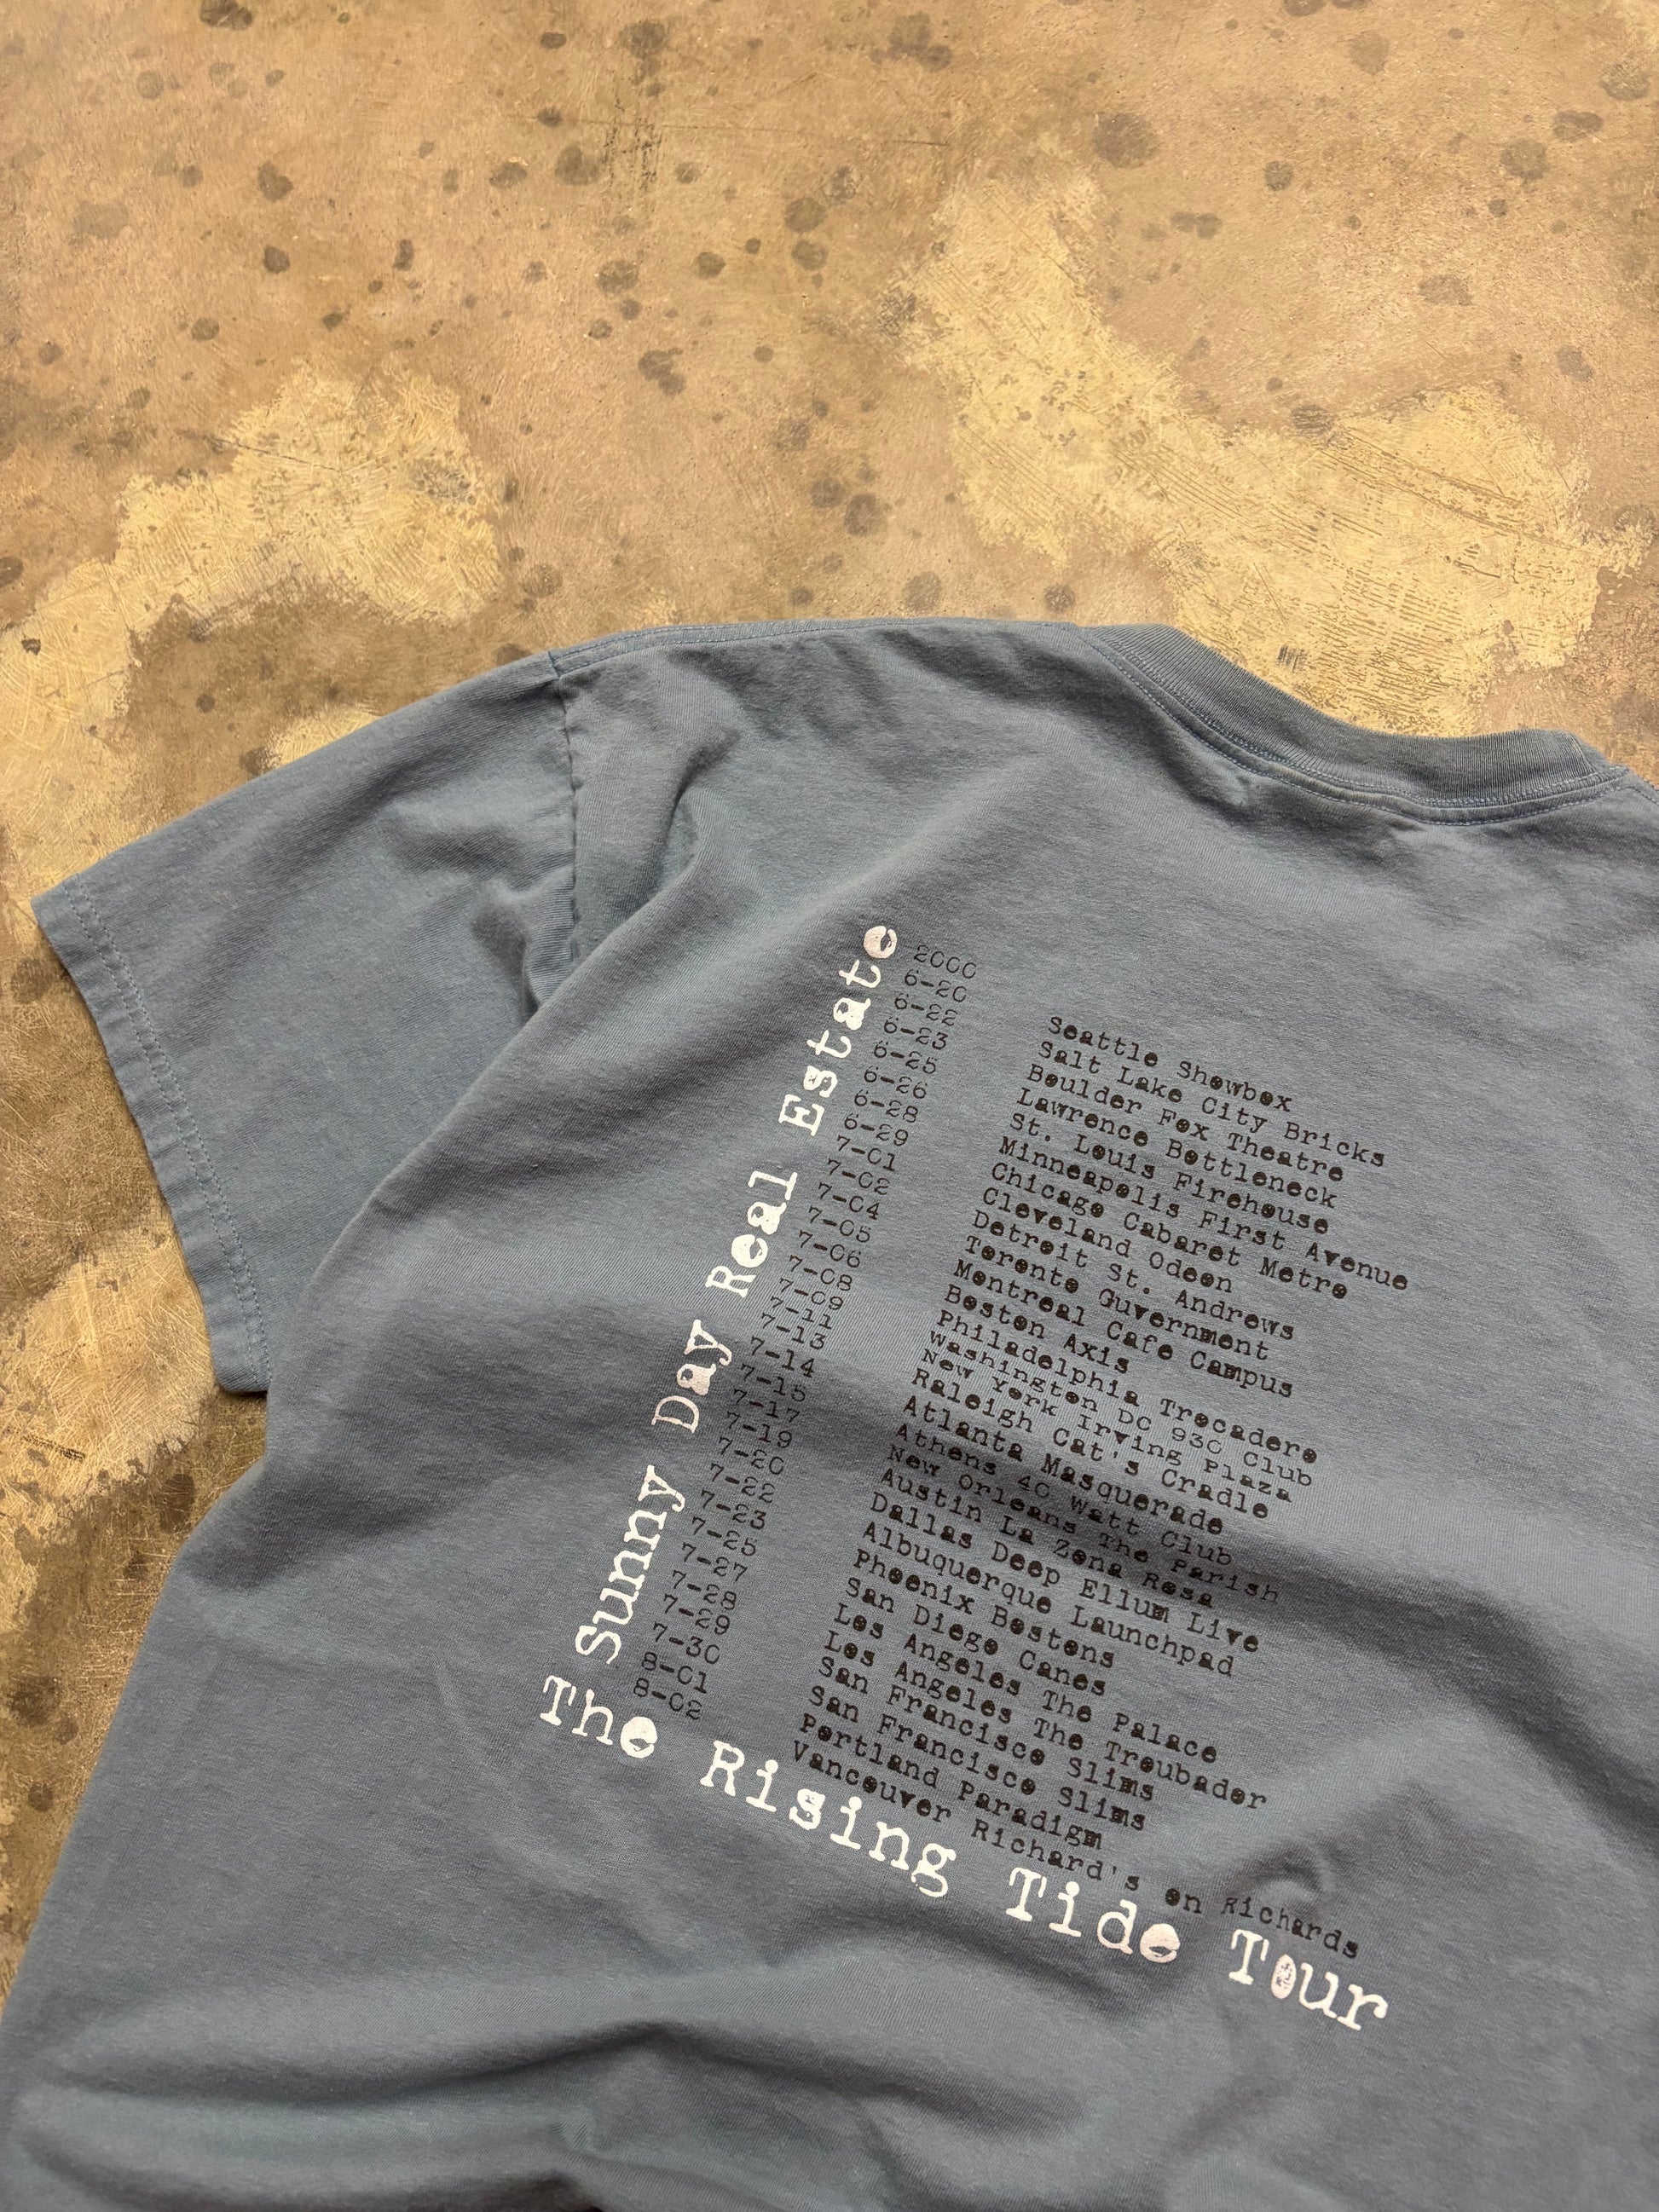 Sunny Day Real Estate
2000
6-20 Seattle Showbox
6-22 Salt Lake City Bricks
6-23 Boulder Fox Theatre
6-25 Lawrence Bottleneck
6-26 St. Louis Firehouse
6-28 Minneapolis First Avenue
6-29 Chicago Cabaret Metro
7-01 Cleveland Odeon
7-02 Detroit St. Andrews
7-04 Toronto Guvernment
7-05 Montreal Cafe Campus
7-06 Boston Axis
7-08 Philadelphia Trocadero
7-09 Washington DC 930 Club
7-11 New York Irving Plaza
7-13 Raleigh Cat's Cradle
7-14 Atlanta Masquerade
7-15 Athens 40 Watt Club
7-17 New Orleans The Parish
7-19 Austin La Zona Rosa
7-20 Dallas Deep Ellum Live
7-22 Albuquerque Launchpad
7-23 Phoenix Bostons
7-25 San Diego Canes
7-27 Los Angeles The Palace
7-28 Los Angeles The Troubader
7-29 San Francisco Slims
7-30 San Francisco Slims
8-01 Portland Paradigm
8-02 Vancouver Richard's on Richards
The Rising Tide Tour